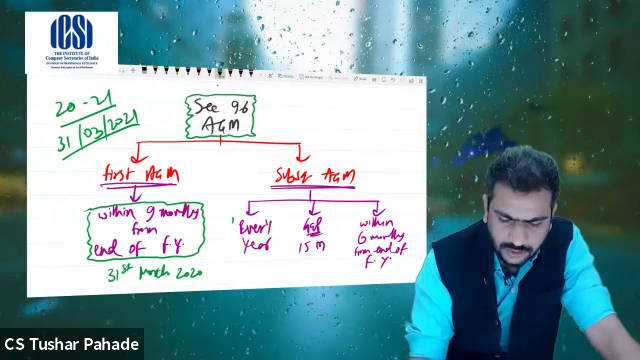 ICSI
THE INSTITUTE OF
Company Secretaries of India
20-21
31/03/2021
Sec 96
AGM
first AGM
Subsq AGM
within 9 months
from
end of f.y.
31st March 2020
Every
year
Gap
15 M
within
6 months
from end of
f.y.
CS Tushar Pahade